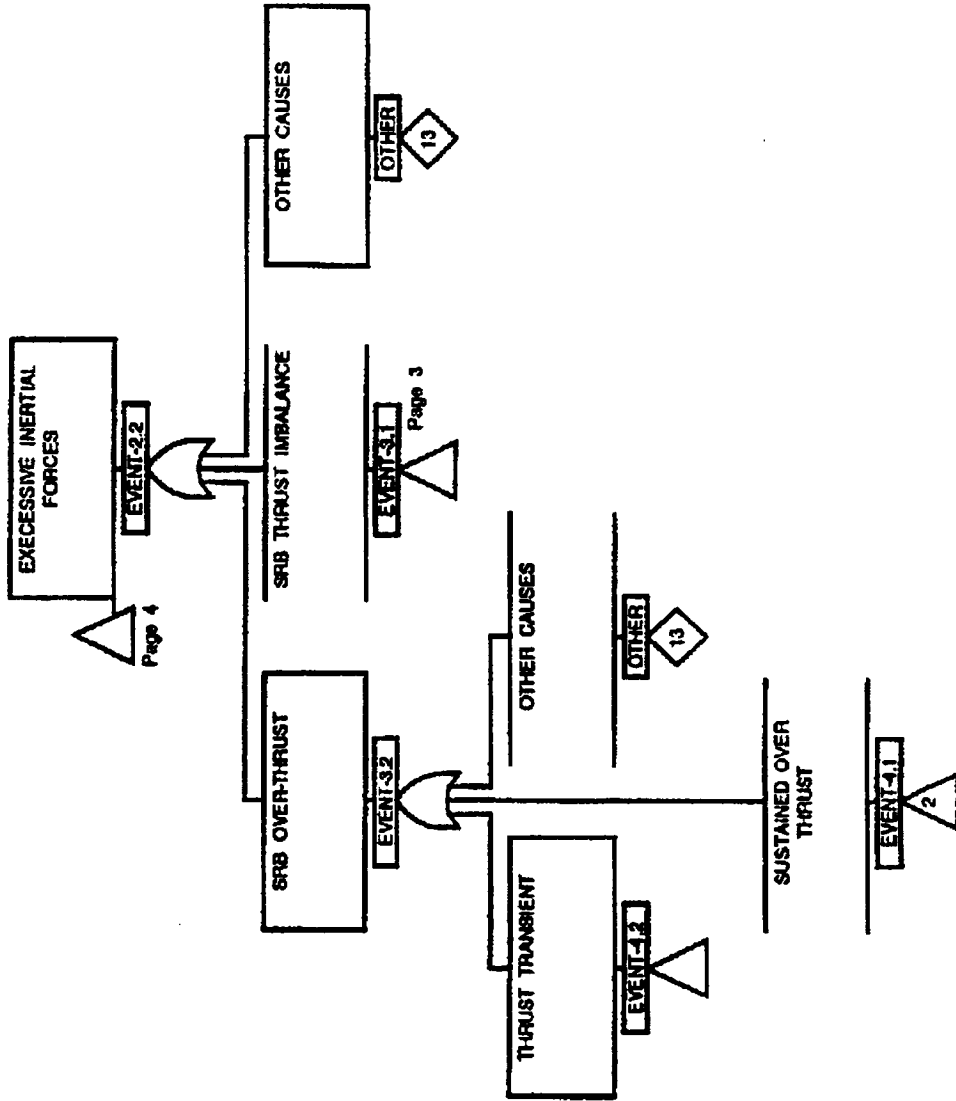 EXECESSIVE INERTIAL
FORCES
EVENT-2.2
Page 4
SRB OVER-THRUST
EVENT-3.2
SRB THRUST IMBALANCE
EVENT-3.1
Page 3
OTHER CAUSES
OTHER
13
THRUST TRANSIENT
EVENT-4.2
OTHER CAUSES
OTHER
13
SUSTAINED OVER
THRUST
EVENT-4.1
2